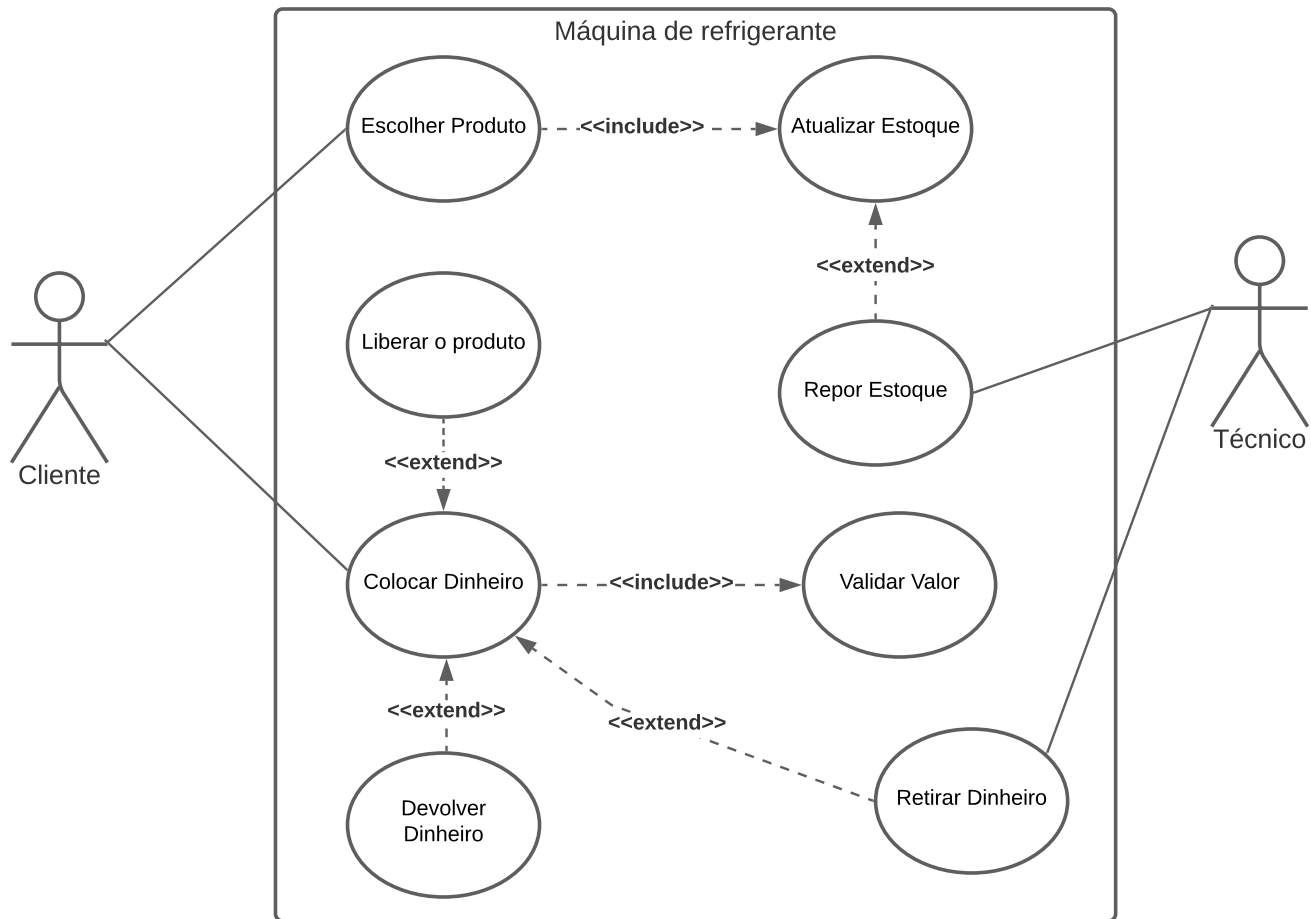 Máquina de refrigerante
Escolher Produto
<<include>>
Atualizar Estoque
<<extend>>
Liberar o produto
Repor Estoque
Cliente
Técnico
<<extend>>
Colocar Dinheiro
<<include>>
Validar Valor
<<extend>>
<<extend>>
Devolver
Dinheiro
Retirar Dinheiro